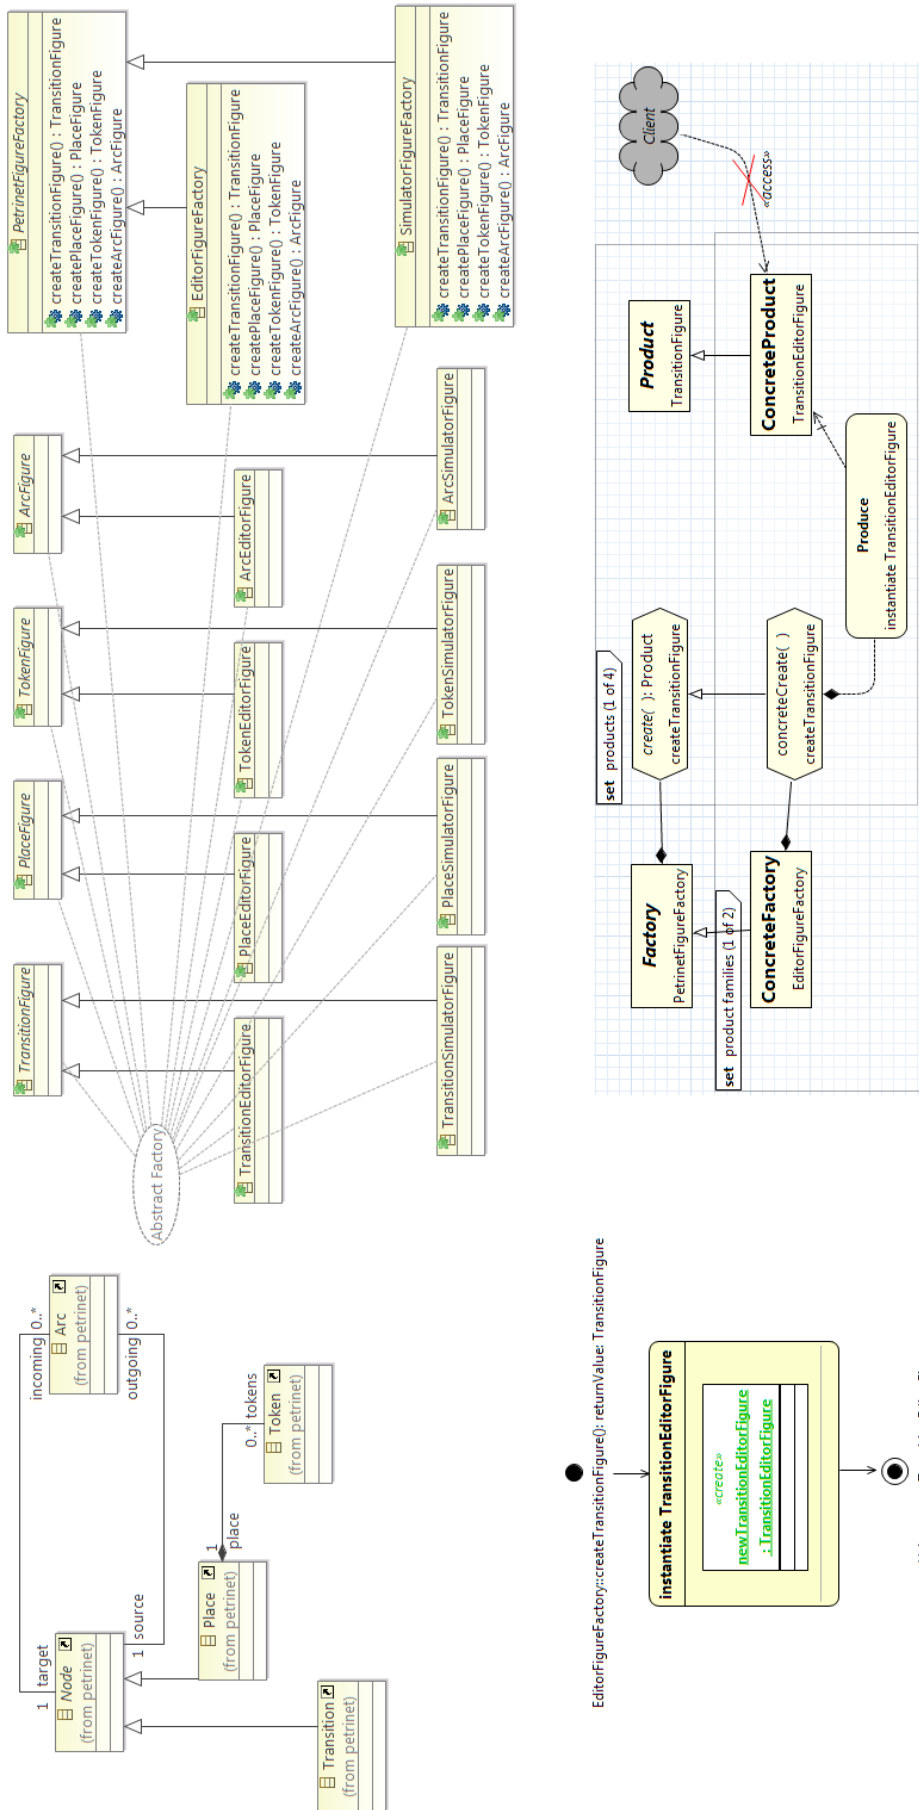 incoming 0..*
Arc
(from petrinet)
outgoing 0..*
1 target
Node
(from petrinet)
1 source
1
place
Place
(from petrinet)
0..* tokens
Token
(from petrinet)
Transition
(from petrinet)
Abstract Factory
TransitionFigure
PlaceFigure
TokenFigure
ArcFigure
PetrinetFigureFactory
createTransitionFigure() : TransitionFigure
createPlaceFigure() : PlaceFigure
createTokenFigure() : TokenFigure
createArcFigure() : ArcFigure
TransitionEditorFigure
PlaceEditorFigure
TokenEditorFigure
ArcEditorFigure
EditorFigureFactory
createTransitionFigure() : TransitionFigure
createPlaceFigure() : PlaceFigure
createTokenFigure() : TokenFigure
createArcFigure() : ArcFigure
TransitionSimulatorFigure
PlaceSimulatorFigure
TokenSimulatorFigure
ArcSimulatorFigure
SimulatorFigureFactory
createTransitionFigure() : TransitionFigure
createPlaceFigure() : PlaceFigure
createTokenFigure() : TokenFigure
createArcFigure() : ArcFigure
EditorFigureFactory::createTransitionFigure(): returnValue: TransitionFigure
instantiate TransitionEditorFigure
«create»
newTransitionEditorFigure
: TransitionEditorFigure
set products (1 of 4)
Factory
PetrinetFigureFactory
create( ): Product
createTransitionFigure
Product
TransitionFigure
Client
«access»
set product families (1 of 2)
ConcreteFactory
EditorFigureFactory
concreteCreate( )
createTransitionFigure
ConcreteProduct
TransitionEditorFigure
Produce
instantiate TransitionEditorFigure